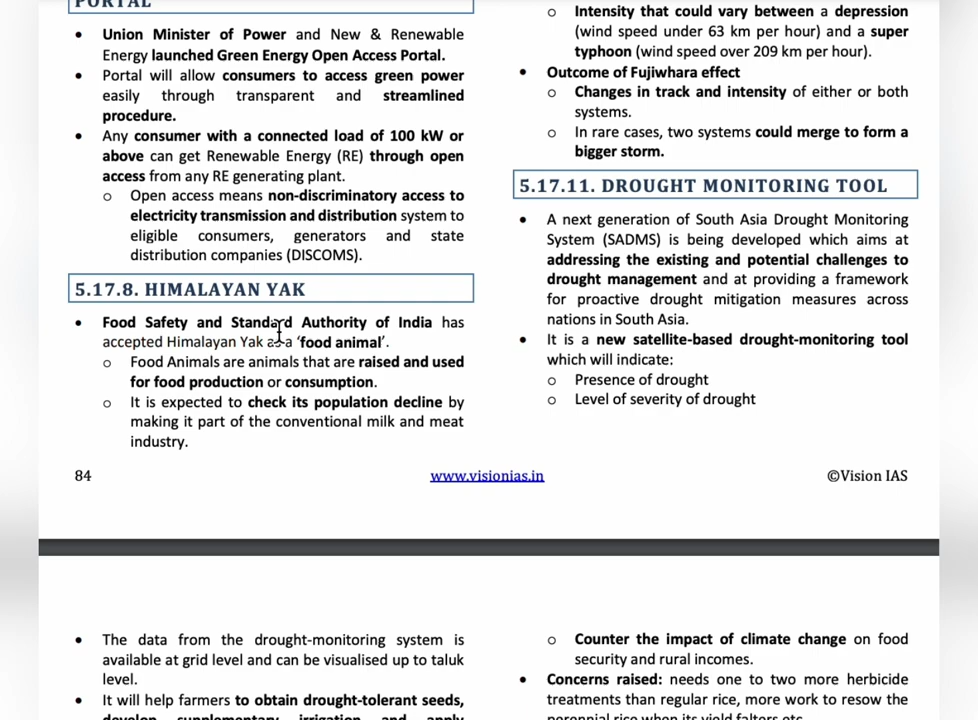 PORTAL
• Union Minister of Power and New & Renewable
Energy launched Green Energy Open Access Portal.
• Portal will allow consumers to access green power
easily through transparent and streamlined
procedure.
• Any consumer with a connected load of 100 kW or
above can get Renewable Energy (RE) through open
access from any RE generating plant.
o Open access means non-discriminatory access to
electricity transmission and distribution system to
eligible consumers, generators and state
distribution companies (DISCOMS).
5.17.8. HIMALAYAN YAK
• Food Safety and Standard Authority of India has
accepted Himalayan Yak as a 'food animal'.
o Food Animals are animals that are raised and used
for food production or consumption.
o It is expected to check its population decline by
making it part of the conventional milk and meat
industry.
o Intensity that could vary between a depression
(wind speed under 63 km per hour) and a super
typhoon (wind speed over 209 km per hour).
• Outcome of Fujiwhara effect
o Changes in track and intensity of either or both
systems.
o In rare cases, two systems could merge to form a
bigger storm.
5.17.11. DROUGHT MONITORING TOOL
• A next generation of South Asia Drought Monitoring
System (SADMS) is being developed which aims at
addressing the existing and potential challenges to
drought management and at providing a framework
for proactive drought mitigation measures across
nations in South Asia.
• It is a new satellite-based drought-monitoring tool
which will indicate:
o Presence of drought
o Level of severity of drought
84 www.visionias.in ©Vision IAS
• The data from the drought-monitoring system is
available at grid level and can be visualised up to taluk
level.
• It will help farmers to obtain drought-tolerant seeds,
develop supplementary irrigation and apply
o Counter the impact of climate change on food
security and rural incomes.
• Concerns raised: needs one to two more herbicide
treatments than regular rice, more work to resow the
perennial rice when its yield falters etc.